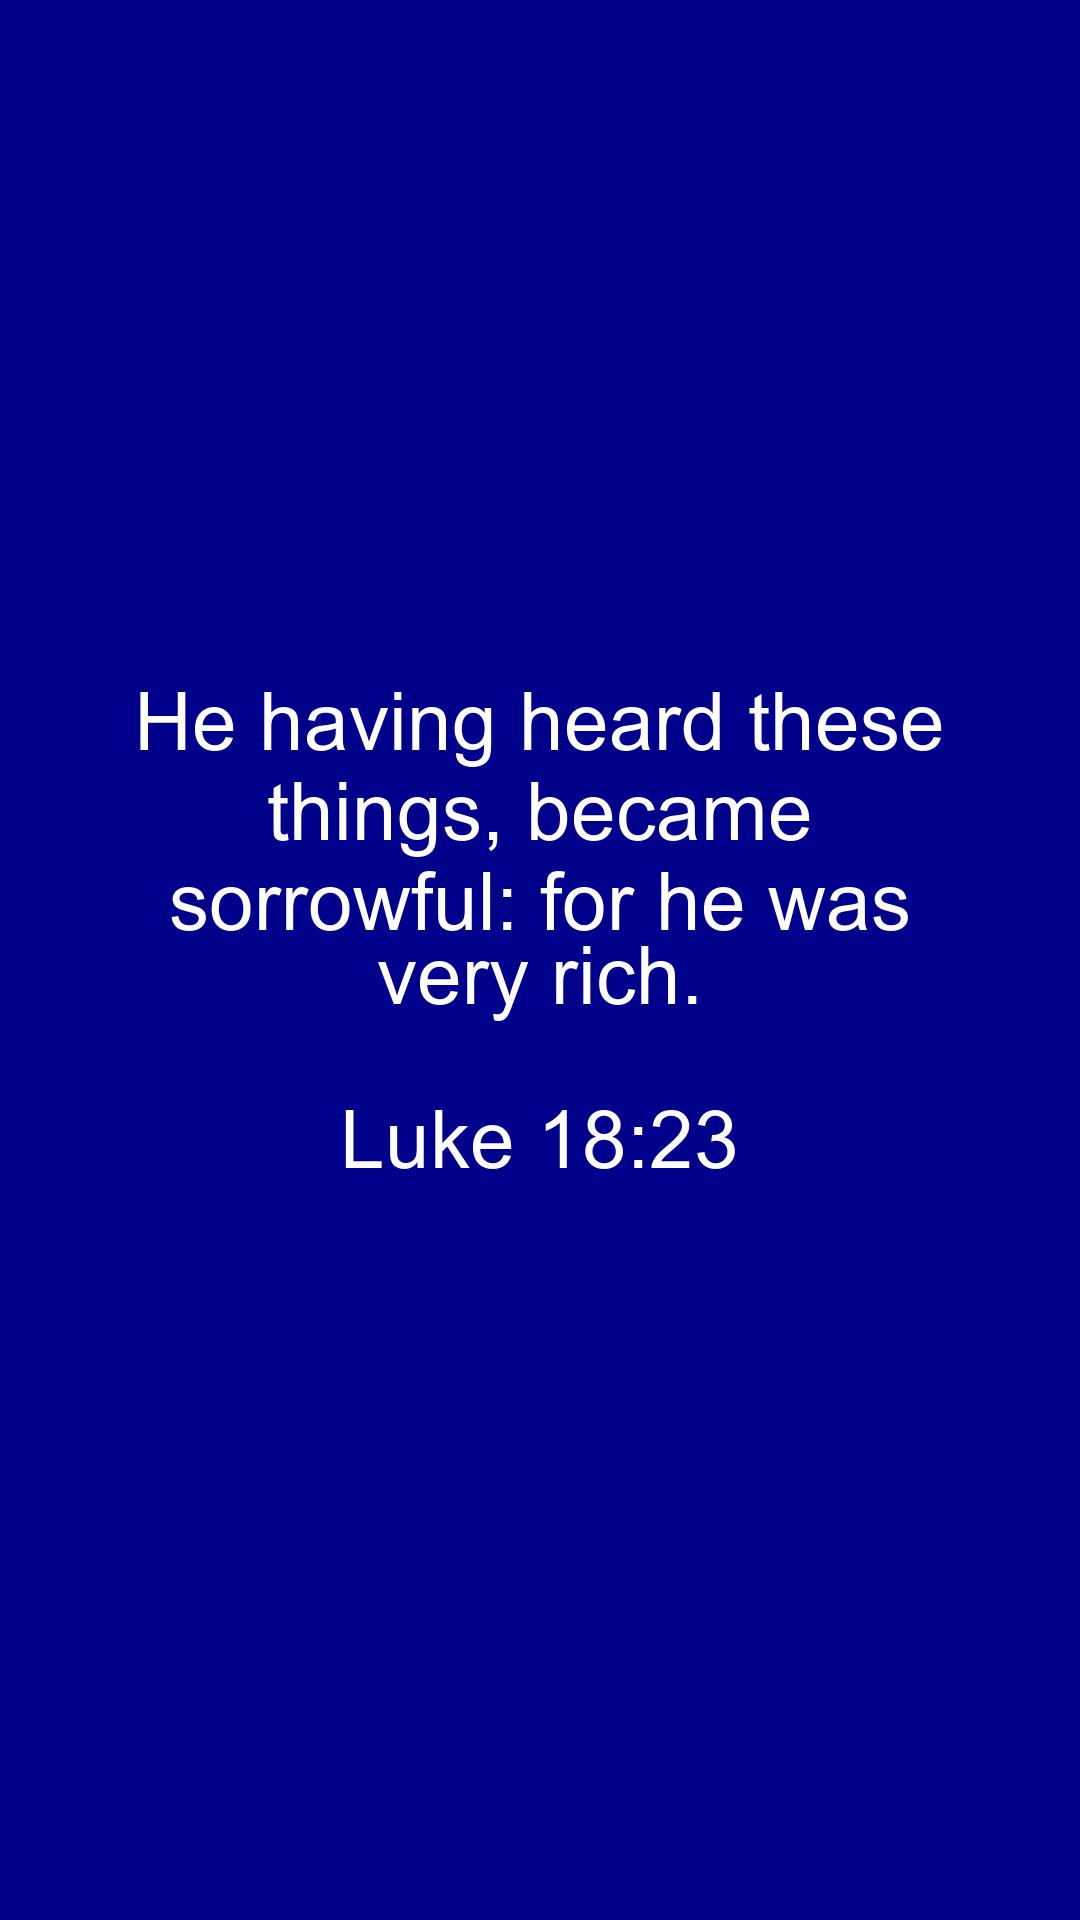 He having heard these
things, became
sorrowful: for he was
very rich.
Luke 18:23